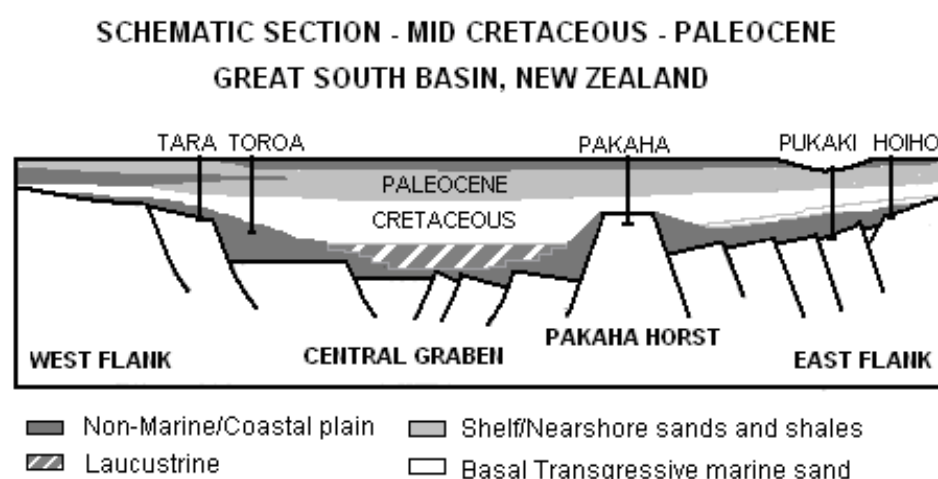 SCHEMATIC SECTION - MID CRETACEOUS - PALEOCENE
GREAT SOUTH BASIN, NEW ZEALAND
TARA TOROA PAKAHA PUKAKI HOIHO
PALEOCENE
CRETACEOUS
PAKAHA HORST
WEST FLANK CENTRAL GRABEN EAST FLANK
Non-Marine/Coastal plain Shelf/Nearshore sands and shales
Laucustrine Basal Transgressive marine sand